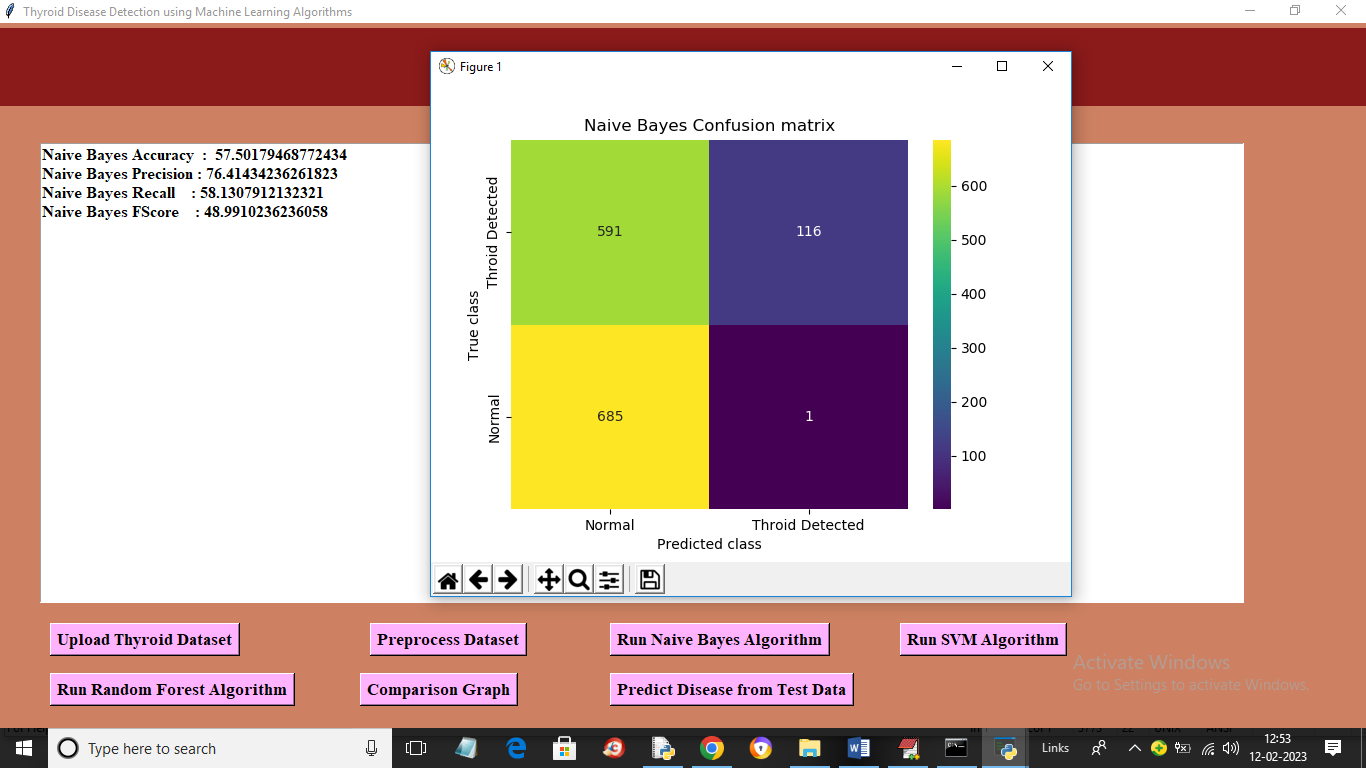 Thyroid Disease Detection using Machine Learning Algorithms
Naive Bayes Accuracy : 57.50179468772434
Naive Bayes Precision : 76.41434236261823
Naive Bayes Recall : 58.1307912132321
Naive Bayes FScore : 48.9910236236058
Figure 1
Naive Bayes Confusion matrix
True class
Throid Detected
591
116
Normal
685
1
Normal
Throid Detected
Predicted class
600
500
400
300
200
100
Upload Thyroid Dataset
Preprocess Dataset
Run Naive Bayes Algorithm
Run SVM Algorithm
Run Random Forest Algorithm
Comparison Graph
Predict Disease from Test Data
Activate Windows
Go to Settings to activate Windows.
Type here to search
Links
12:53
12-02-2023